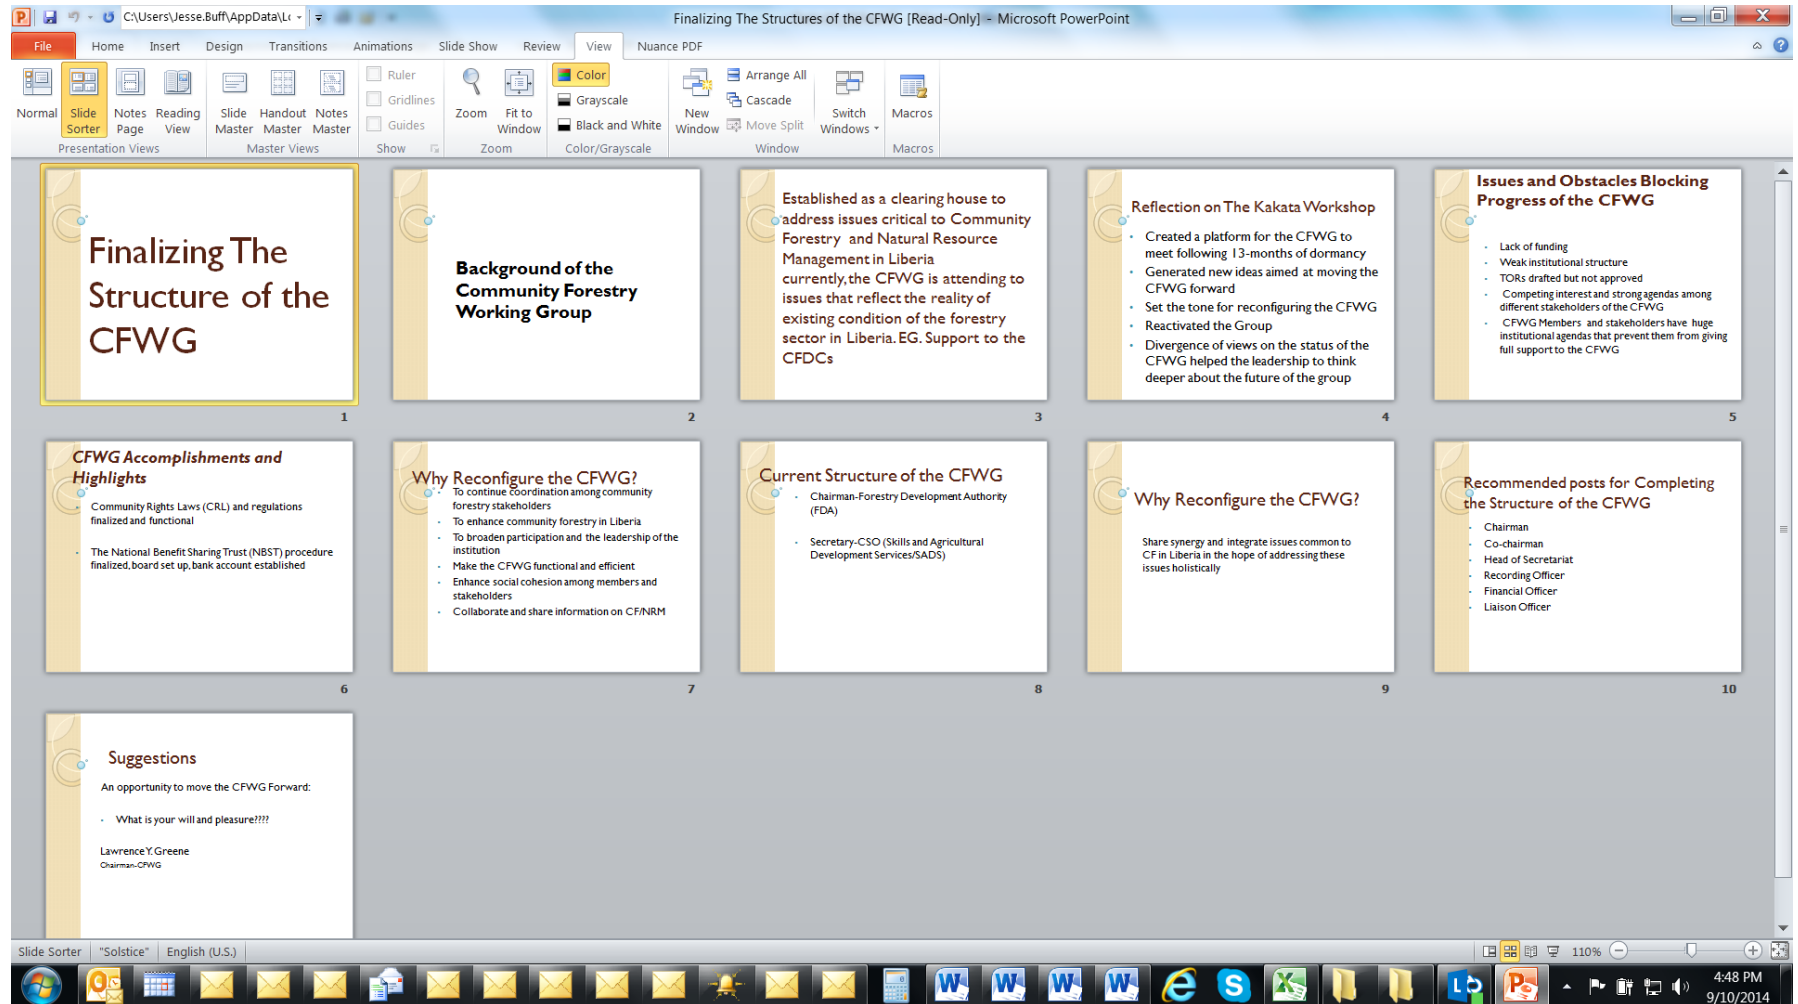 C:\Users\Jesse.Buff\AppData\Lc
Finalizing The Structures of the CFWG [Read-Only] - Microsoft PowerPoint
File Home Insert Design Transitions Animations Slide Show Review View Nuance PDF
Normal
Slide Sorter
Notes Page
Reading View
Presentation Views
Slide Master
Handout Master
Notes Master
Master Views
Ruler
Gridlines
Guides
Show
Zoom
Fit to Window
Zoom
Color
Grayscale
Black and White
Color/Grayscale
New Window
Arrange All
Cascade
Move Split
Switch Windows
Window
Macros
Macros
Finalizing The
Structure of the
CFWG
1
Background of the
Community Forestry
Working Group
2
Established as a clearing house to
address issues critical to Community
Forestry and Natural Resource
Management in Liberia
currently, the CFWG is attending to
issues that reflect the reality of
existing condition of the forestry
sector in Liberia. EG. Support to the
CFDCs
3
Reflection on The Kakata Workshop
• Created a platform for the CFWG to
meet following 13-months of dormancy
• Generated new ideas aimed at moving the
CFWG forward
• Set the tone for reconfiguring the CFWG
• Reactivated the Group
• Divergence of views on the status of the
CFWG helped the leadership to think
deeper about the future of the group
4
Issues and Obstacles Blocking
Progress of the CFWG
• Lack of funding
• Weak institutional structure
• TORs drafted but not approved
• Competing interest and strong agendas among
different stakeholders of the CFWG
• CFWG Members and stakeholders have huge
institutional agendas that prevent them from giving
full support to the CFWG
5
CFWG Accomplishments and
Highlights
• Community Rights Laws (CRL) and regulations
finalized and functional
• The National Benefit Sharing Trust (NBST) procedure
finalized, board set up, bank account established
6
Why Reconfigure the CFWG?
• To continue coordination among community
forestry stakeholders
• To enhance community forestry in Liberia
• To broaden participation and the leadership of the
institution
• Make the CFWG functional and efficient
• Enhance social cohesion among members and
stakeholders
• Collaborate and share information on CF/NRM
7
Current Structure of the CFWG
• Chairman-Forestry Development Authority
(FDA)
• Secretary-CSO (Skills and Agricultural
Development Services/SADS)
8
Why Reconfigure the CFWG?
Share synergy and integrate issues common to
CF in Liberia in the hope of addressing these
issues holistically
9
Recommended posts for Completing
the Structure of the CFWG
• Chairman
• Co-chairman
• Head of Secretariat
• Recording Officer
• Financial Officer
• Liaison Officer
10
Suggestions
An opportunity to move the CFWG Forward:
• What is your will and pleasure????
Lawrence Y. Greene
Chairman-CFWG
Slide Sorter "Solstice" English (U.S.)
110%
4:48 PM
9/10/2014